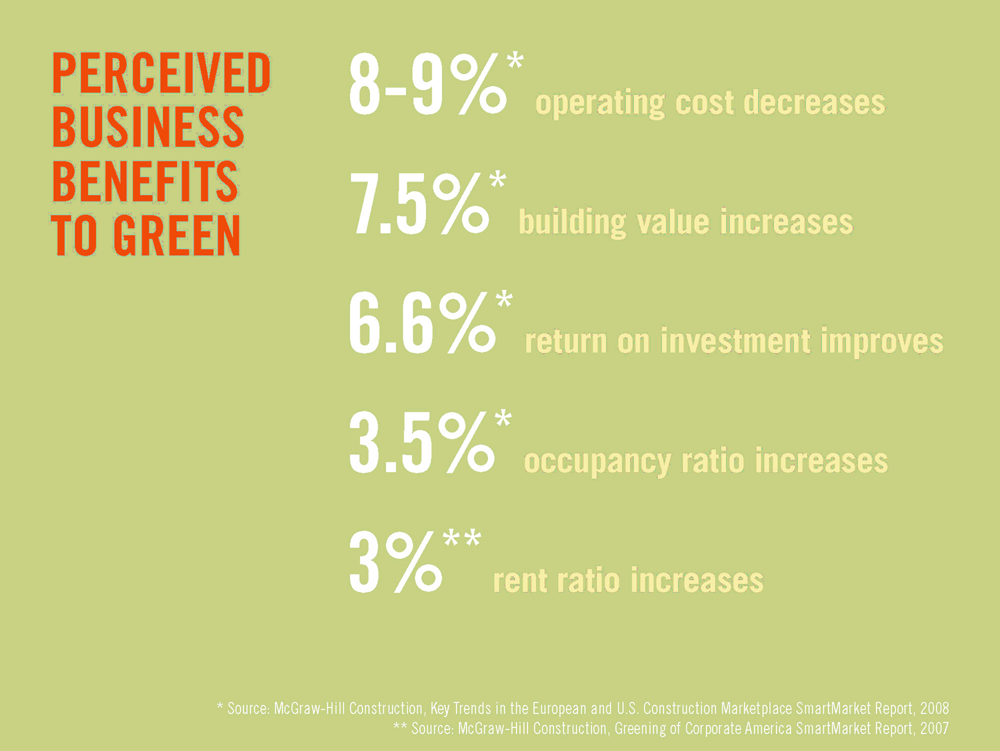 PERCEIVED
BUSINESS
BENEFITS
TO GREEN
8-9%*
operating cost decreases
7.5%*
building value increases
6.6%*
return on investment improves
3.5%*
occupancy ratio increases
3%**
rent ratio increases
* Source: McGraw-Hill Construction, Key Trends in the European and U.S. Construction Marketplace SmartMarket Report, 2008
** Source: McGraw-Hill Construction, Greening of Corporate America SmartMarket Report, 2007